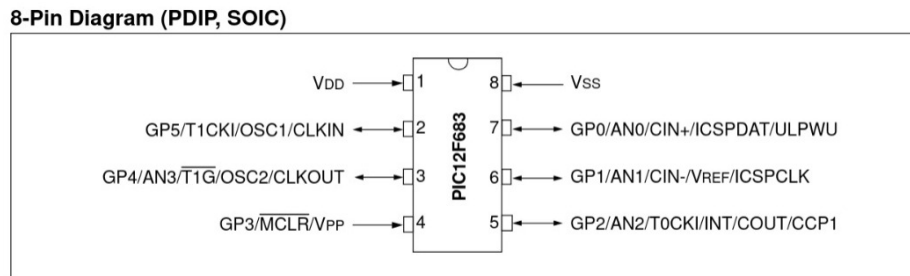 8-Pin Diagram (PDIP, SOIC)
VDD 1 8 VSS
GP5/T1CKI/OSC1/CLKIN 2 7 GP0/AN0/CIN+/ICSPDAT/ULPWU
GP4/AN3/T1G/OSC2/CLKOUT 3 6 GP1/AN1/CIN-/VREF/ICSPCLK
GP3/MCLR/VPP 4 5 GP2/AN2/T0CKI/INT/COUT/CCP1
PIC12F683